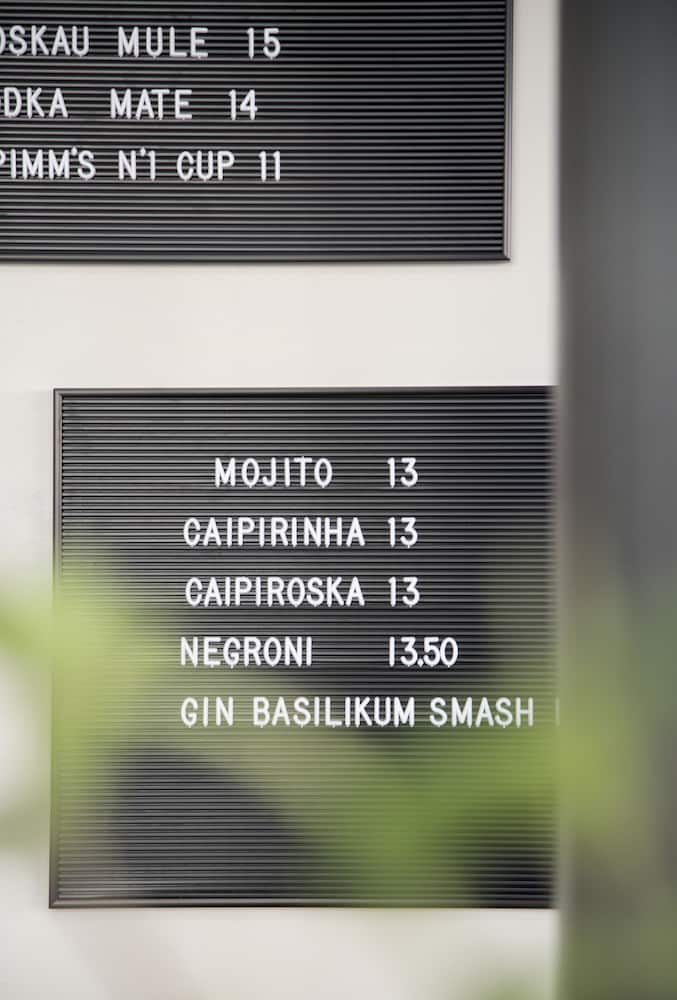 OSKAU MULE 15
DKA MATE 14
PIMM'S N'1 CUP 11
MOJITO 13
CAIPIRINHA 13
CAIPIROSKA 13
NEGRONI 13.50
GIN BASILIKUM SMASH